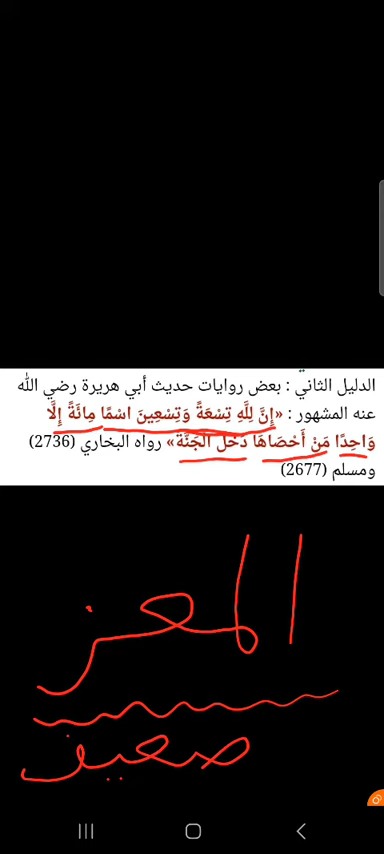 الدليل الثاني : بعض روايات حديث أبي هريرة رضي الله
عنه المشهور : «إِنَّ لِلَّهِ تِسْعَةً وَتِسْعِينَ اسْمًا مِائَةً إِلَّا
وَاحِدًا مَنْ أَحْصَاهَا دَخَلَ الْجَنَّةَ» رواه البخاري (2736)
ومسلم (2677)
المعز
ضعيف